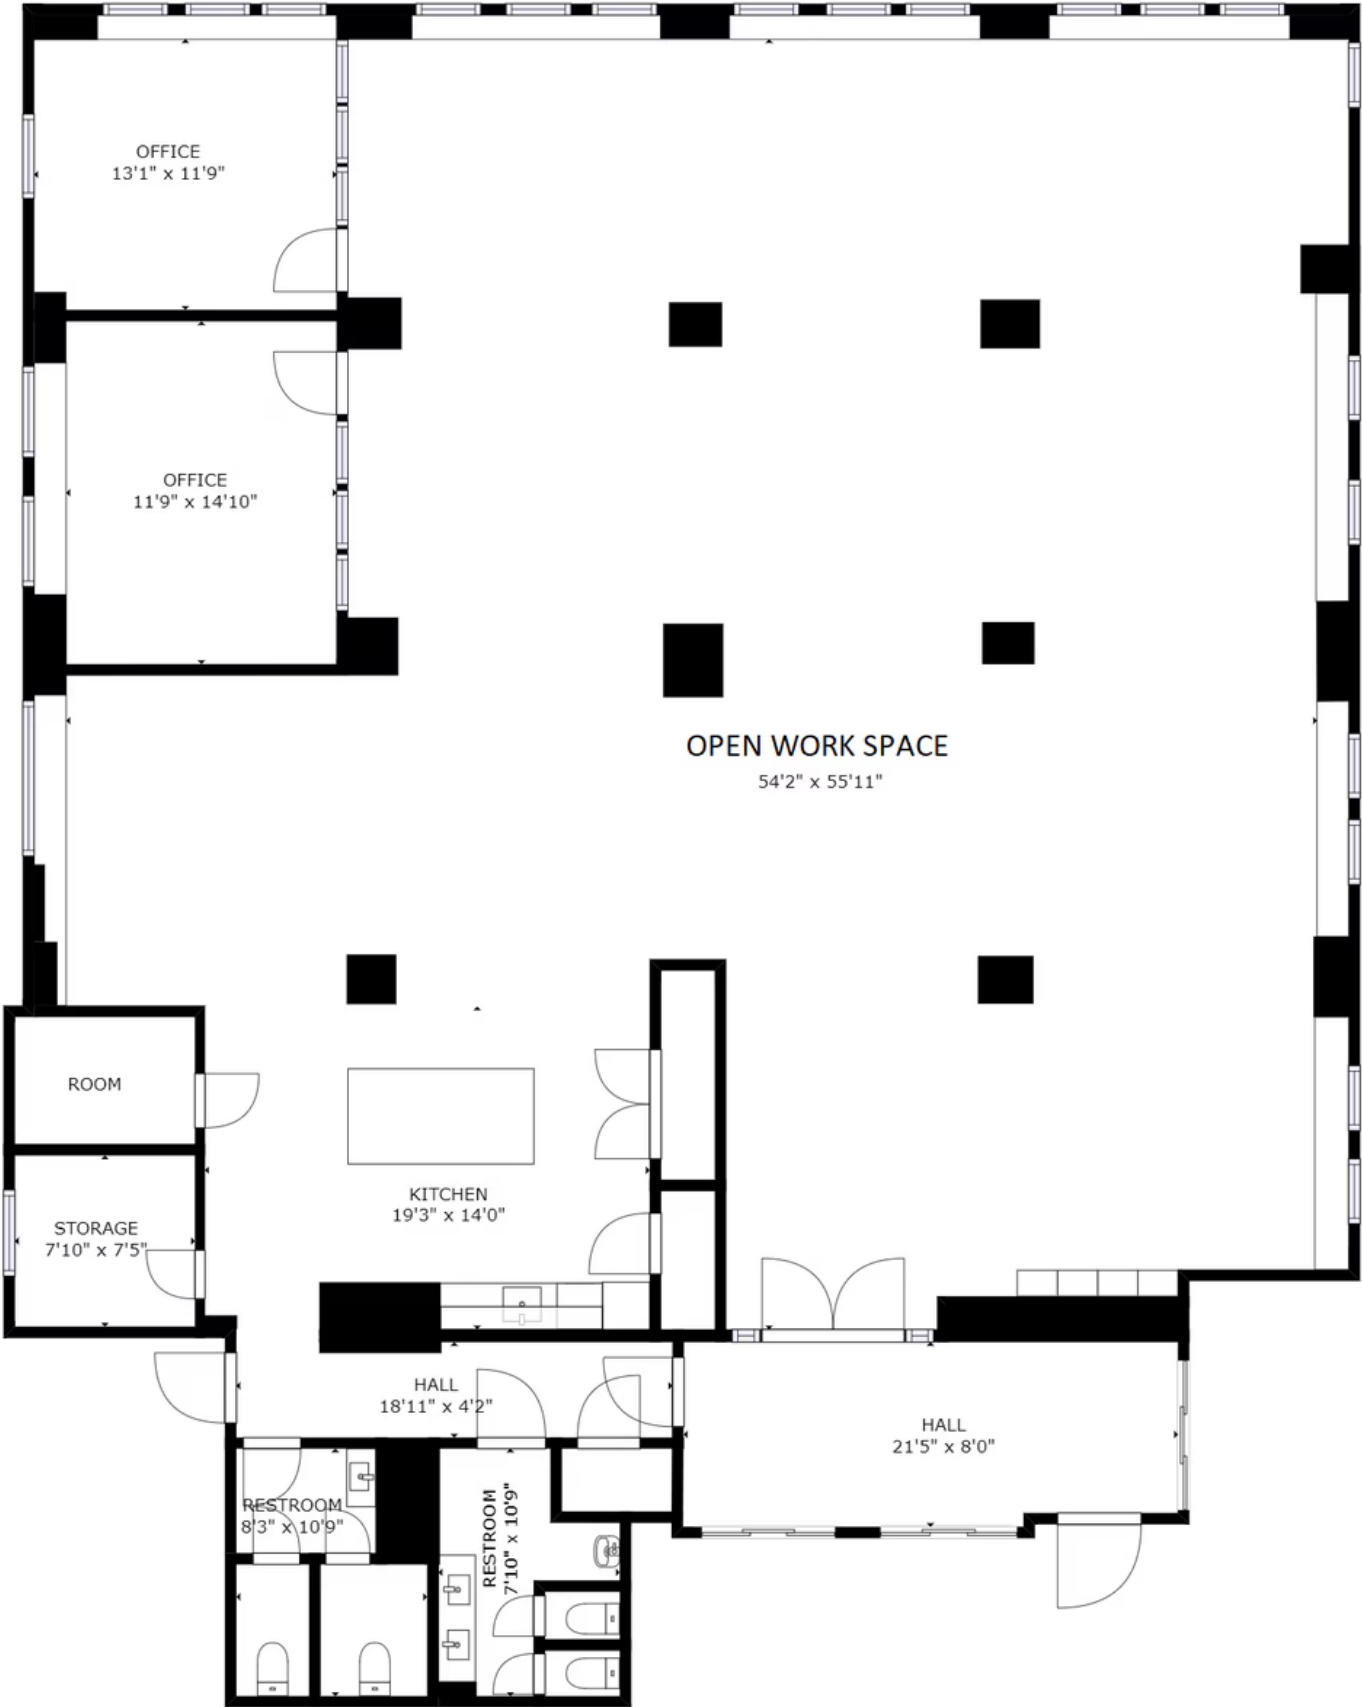 OFFICE
13'1" x 11'9"
OFFICE
11'9" x 14'10"
OPEN WORK SPACE
54'2" x 55'11"
ROOM
KITCHEN
19'3" x 14'0"
STORAGE
7'10" x 7'5"
HALL
18'11" x 4'2"
HALL
21'5" x 8'0"
RESTROOM
8'3" x 10'9"
RESTROOM
7'10" x 10'9"